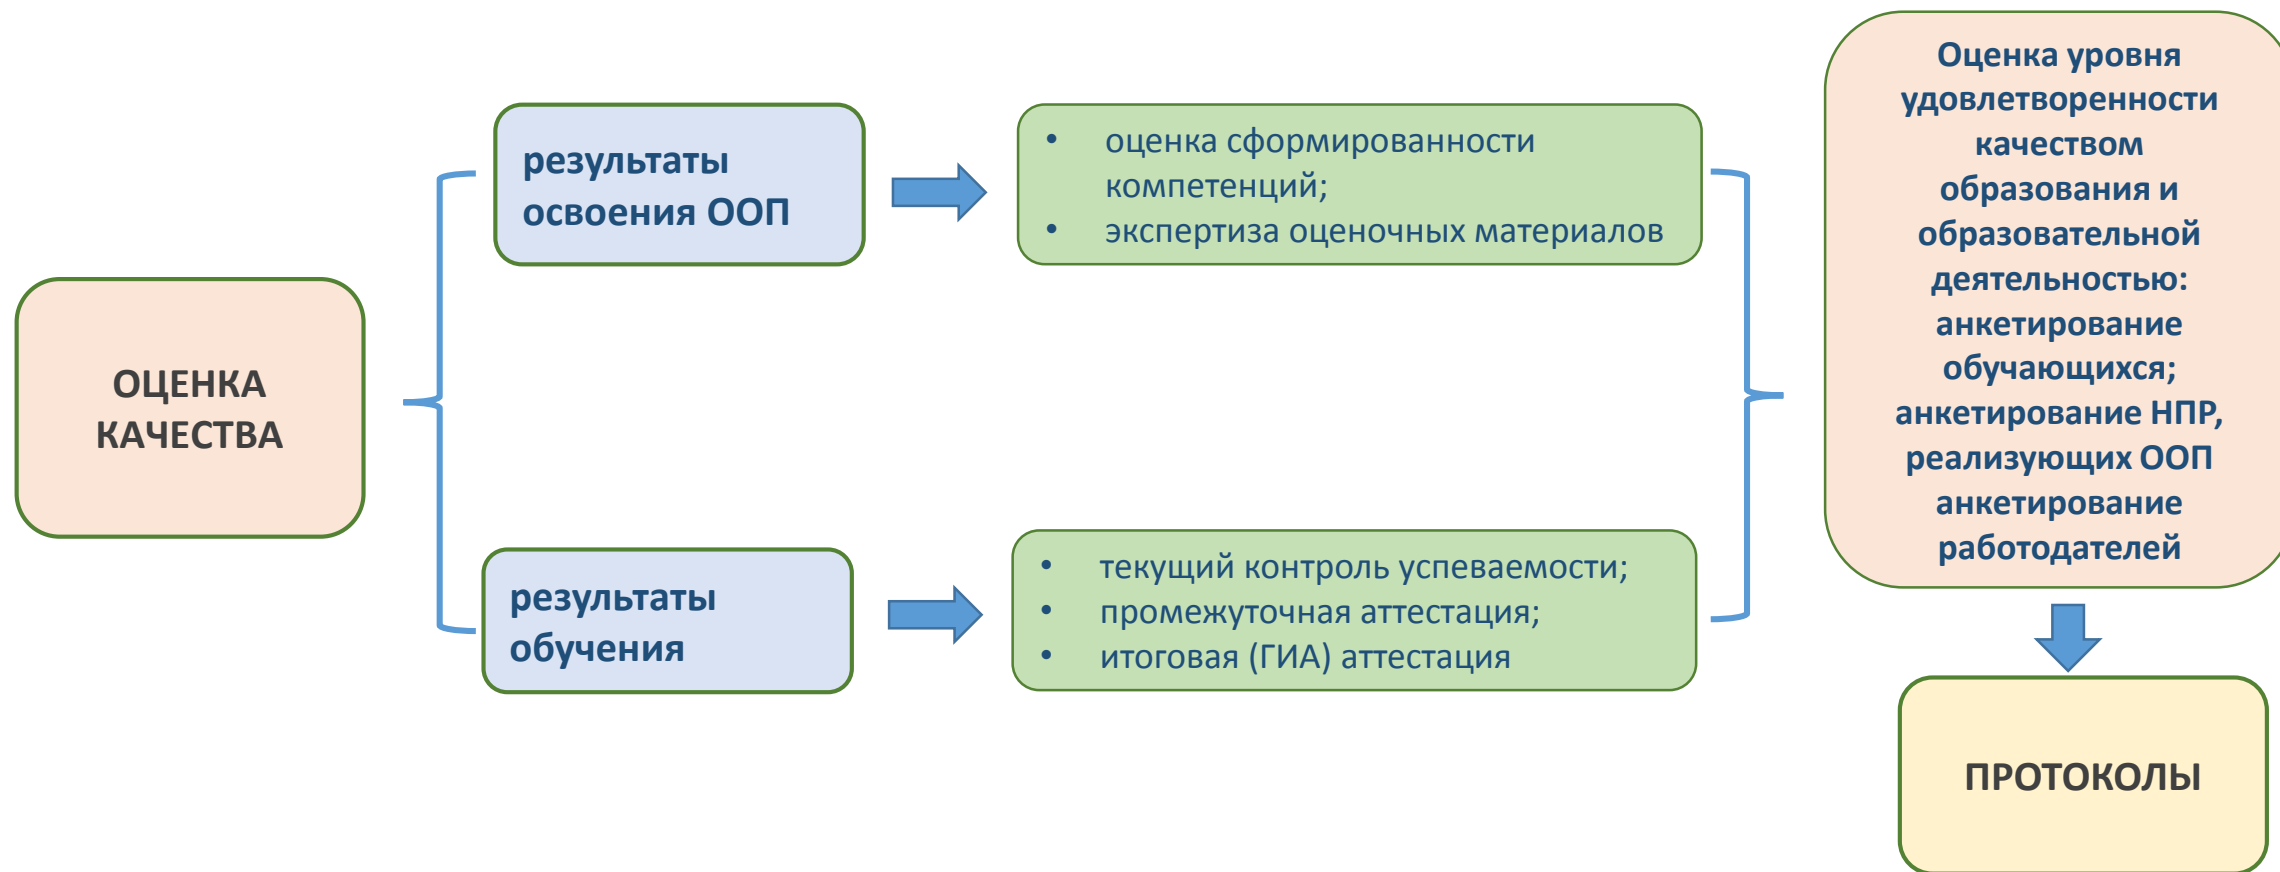 ОЦЕНКА
КАЧЕСТВА
результаты
освоения ООП
• оценка сформированности
компетенций;
• экспертиза оценочных материалов
результаты
обучения
• текущий контроль успеваемости;
• промежуточная аттестация;
• итоговая (ГИА) аттестация
Оценка уровня
удовлетворенности
качеством
образования и
образовательной
деятельностью:
анкетирование
обучающихся;
анкетирование НПР,
реализующих ООП
анкетирование
работодателей
ПРОТОКОЛЫ